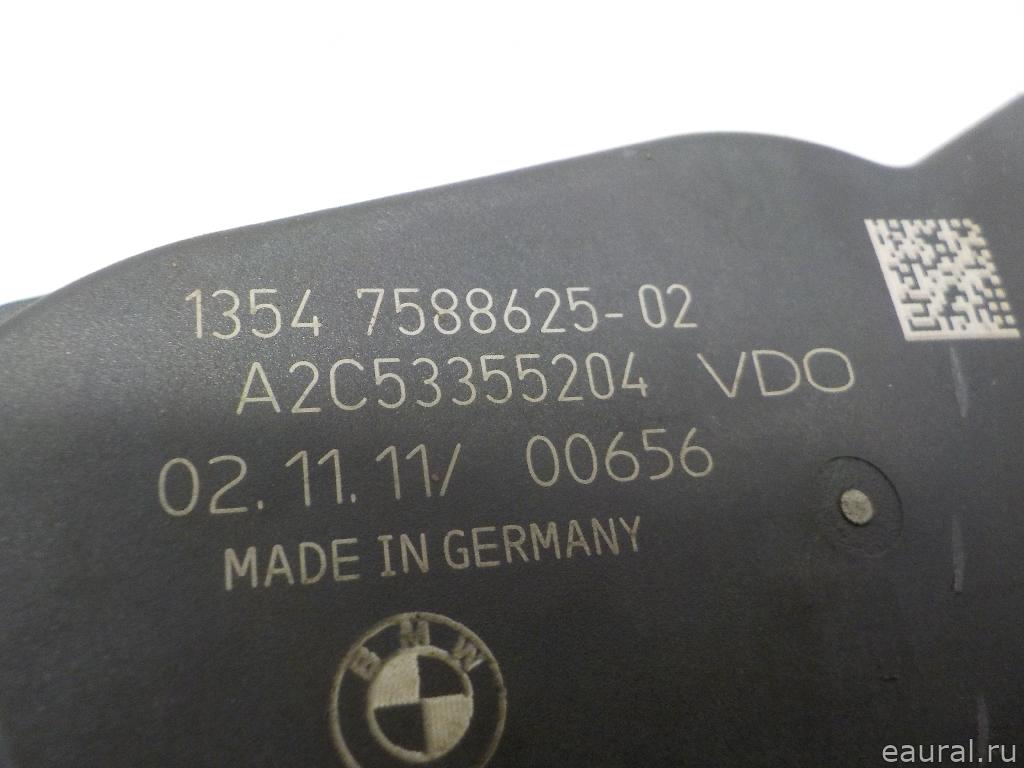 1354 7588625-02
A2C53355204 VDO
02.11.11/ 00656
MADE IN GERMANY
BMW
eaural.ru